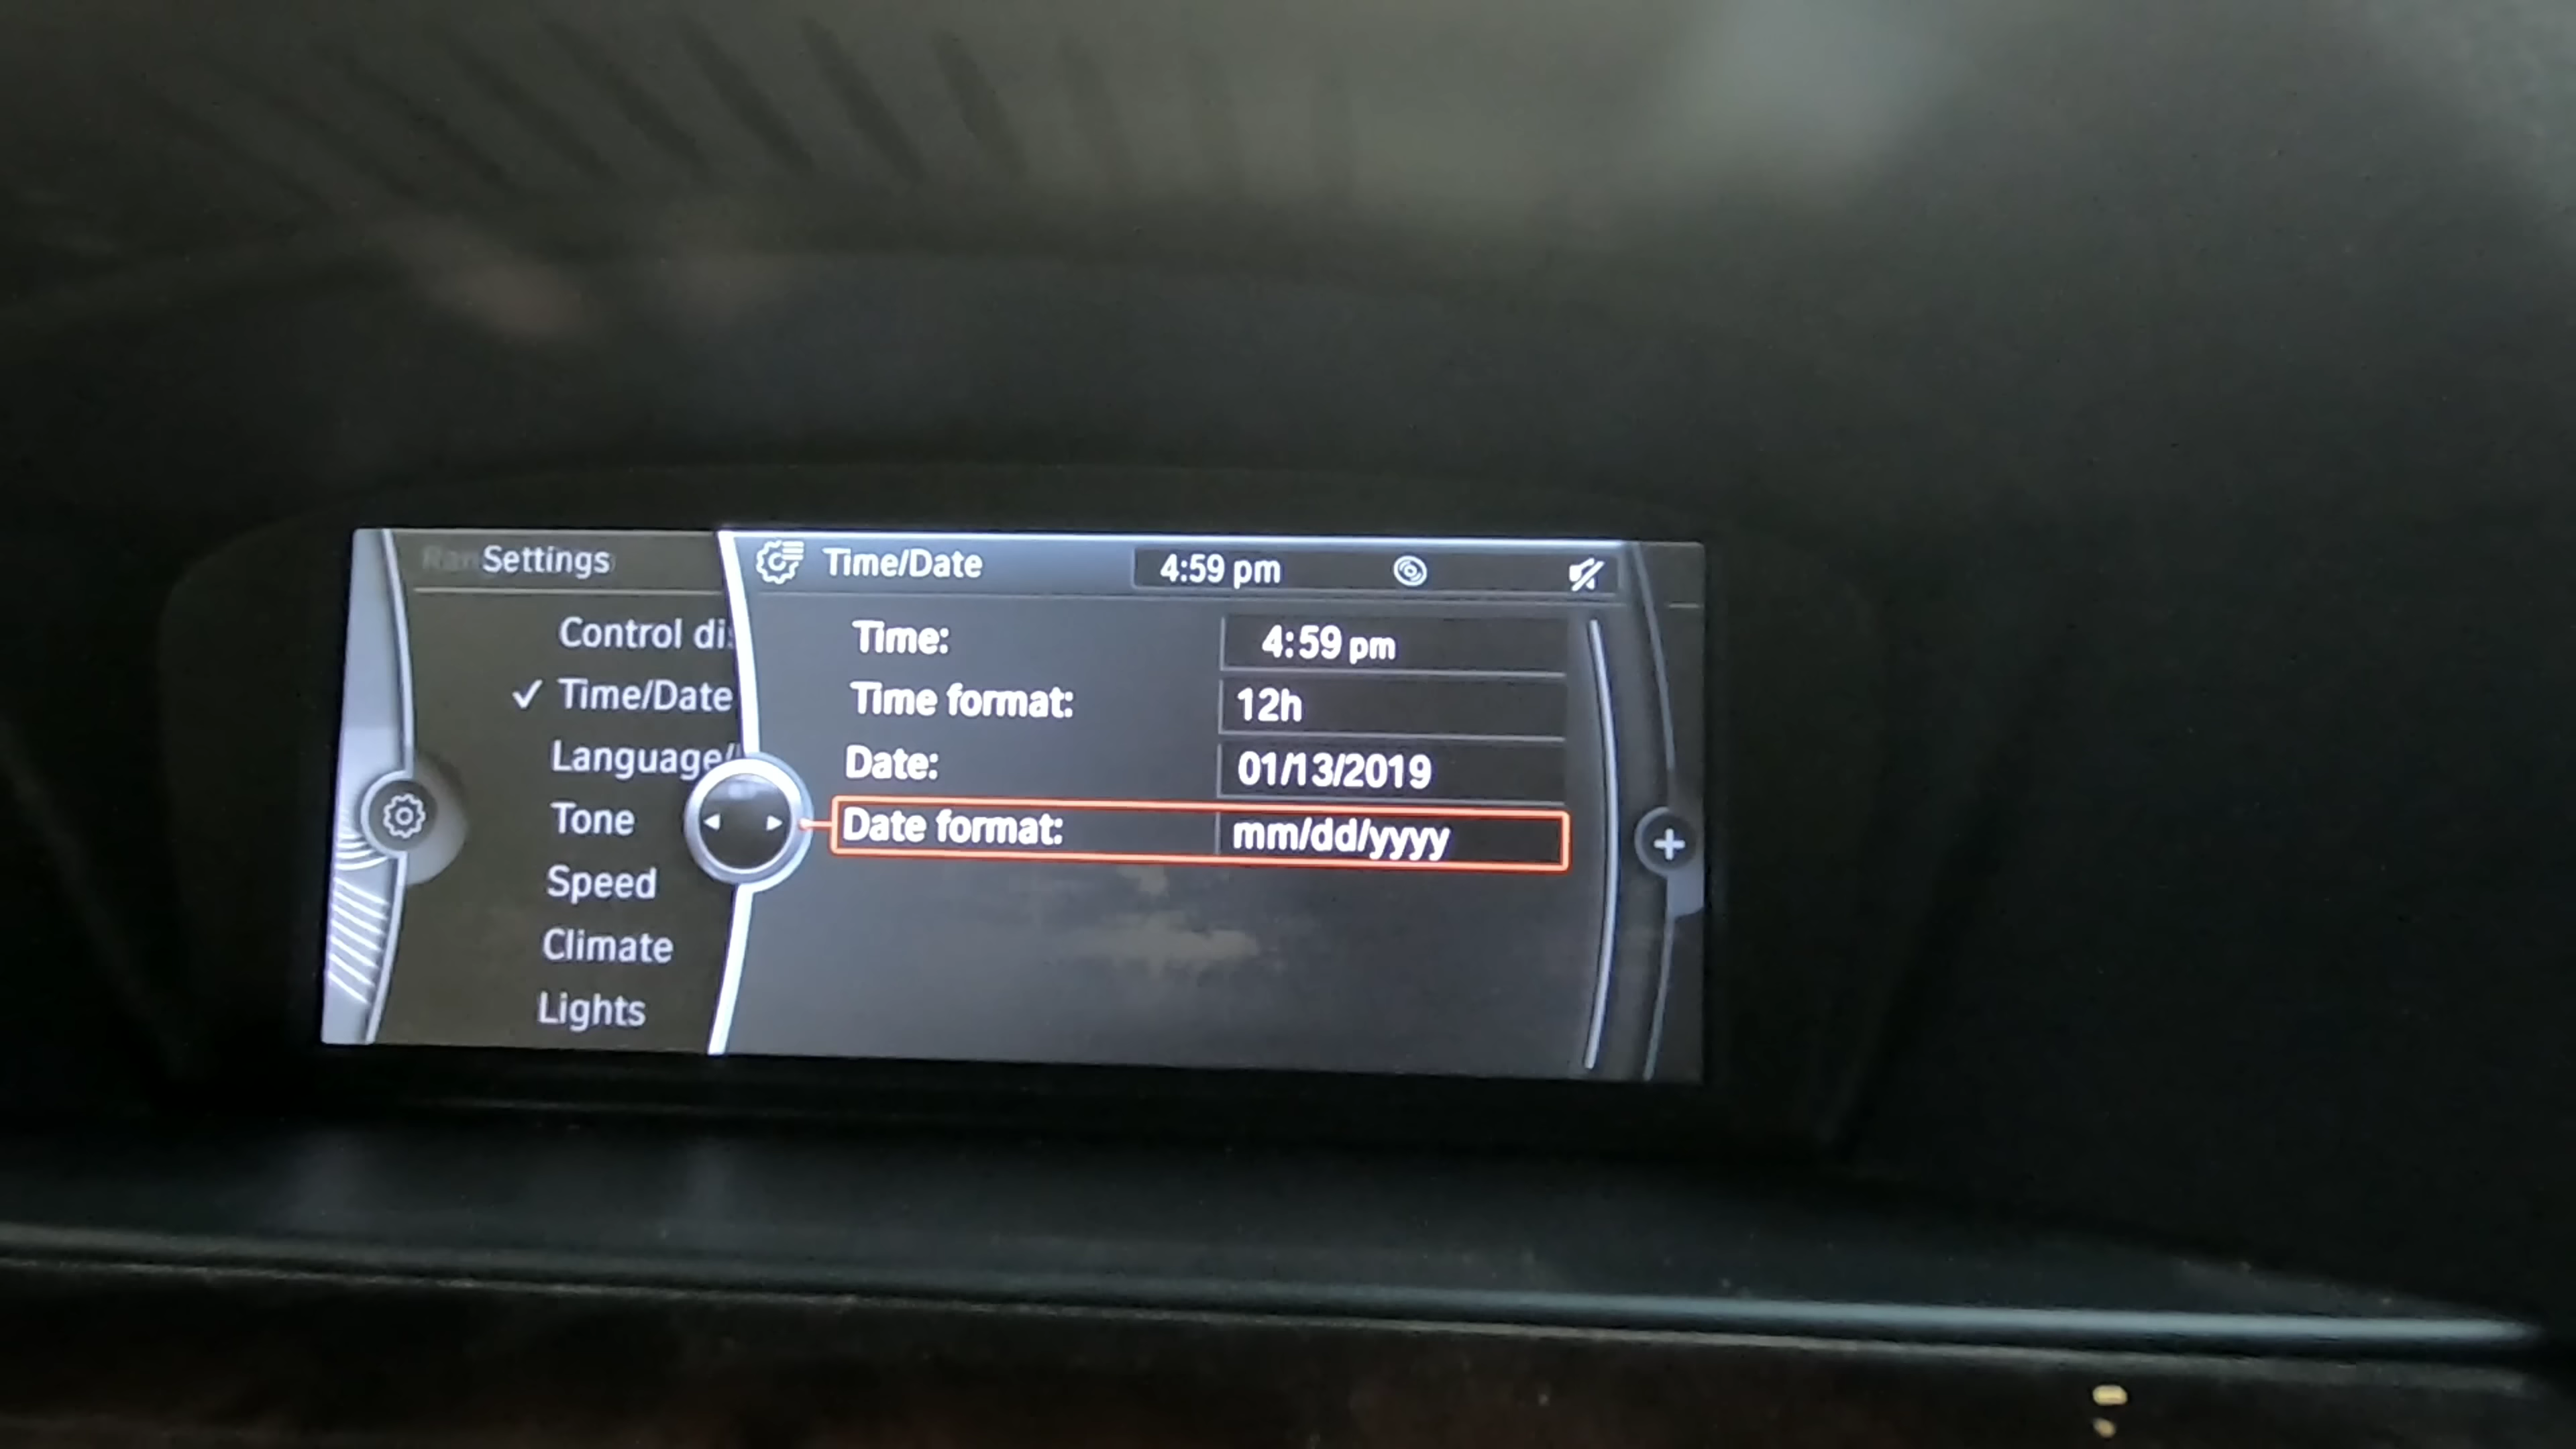 Settings
Control di
✓ Time/Date
Language/
Tone
Speed
Climate
Lights
Time/Date 4:59 pm
Time: 4:59 pm
Time format: 12h
Date: 01/13/2019
Date format: mm/dd/yyyy